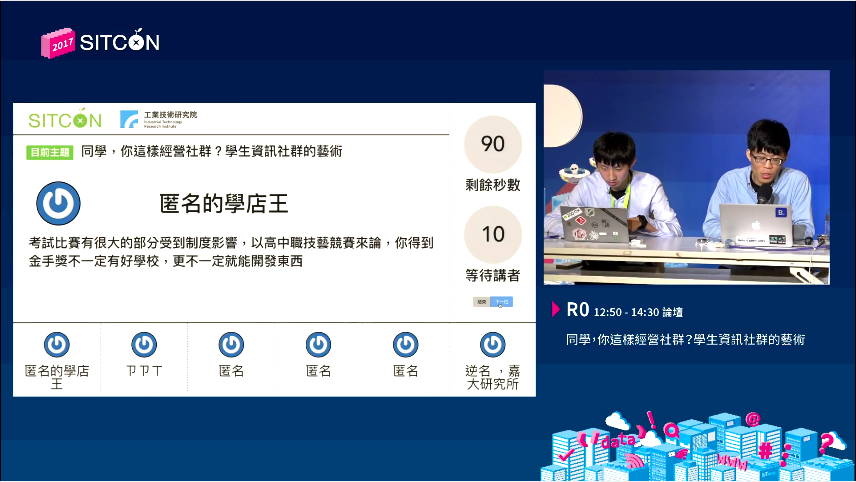 2017 SITCON
SITCON 工業技術研究院
Industrial Technology
Research Institute
目前主題 同學，你這樣經營社群？學生資訊社群的藝術
90
剩餘秒數
匿名的學店王
考試比賽有很大的部分受到制度影響，以高中職技藝競賽來論，你得到
金手獎不一定有好學校，更不一定就能開發東西
10
等待講者
結束 下一位
匿名的學店
王
ㄗㄗㄒ
匿名
匿名
匿名
逆名 ，嘉
大研究所
B.
R0 12:50 - 14:30 論壇
同學，你這樣經營社群？學生資訊社群的藝術
data
!
@
www
#
?